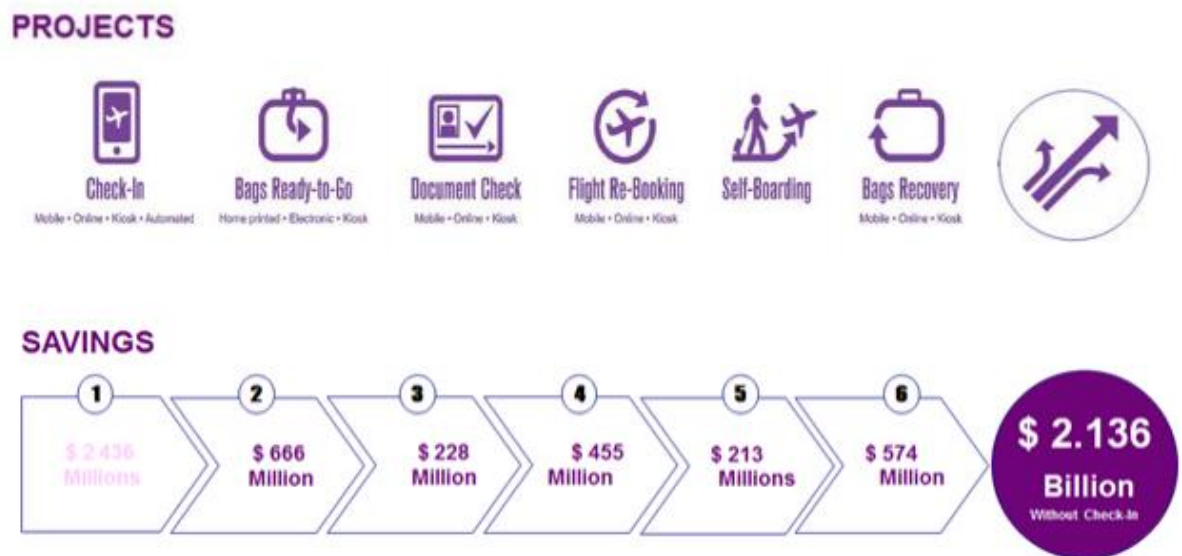 PROJECTS
Check-In
Mobile • Online • Kiosk • Automated
Bags Ready-to-Go
Home printed • Electronic • Kiosk
Document Check
Mobile • Online • Kiosk
Flight Re-Booking
Mobile • Online • Kiosk
Self-Boarding
Bags Recovery
Mobile • Online • Kiosk
SAVINGS
1
$ 2 436
Millions
2
$ 666
Million
3
$ 228
Million
4
$ 455
Million
5
$ 213
Millions
6
$ 574
Million
$ 2.136
Billion
Without Check-In